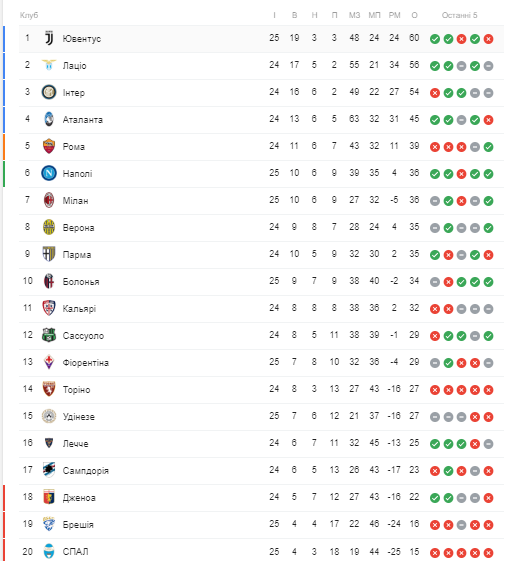 Клуб І В Н П МЗ МП РМ О Останні 5
1 Ювентус 25 19 3 3 48 24 24 60
2 Лаціо 24 17 5 2 55 21 34 56
3 Інтер 24 16 6 2 49 22 27 54
4 Аталанта 24 13 6 5 63 32 31 45
5 Рома 24 11 6 7 43 32 11 39
6 Наполі 25 10 6 9 39 35 4 36
7 Мілан 25 10 6 9 27 32 -5 36
8 Верона 24 9 8 7 28 24 4 35
9 Парма 24 10 5 9 32 30 2 35
10 Болонья 25 9 7 9 38 40 -2 34
11 Кальярі 24 8 8 8 38 36 2 32
12 Сассуоло 24 8 5 11 38 39 -1 29
13 Фіорентіна 25 7 8 10 32 36 -4 29
14 Торіно 24 8 3 13 27 43 -16 27
15 Удінезе 25 7 6 12 21 37 -16 27
16 Лечче 24 6 7 11 32 45 -13 25
17 Сампдорія 24 6 5 13 26 43 -17 23
18 Дженоа 24 5 7 12 27 43 -16 22
19 Брешія 25 4 4 17 22 46 -24 16
20 СПАЛ 25 4 3 18 19 44 -25 15